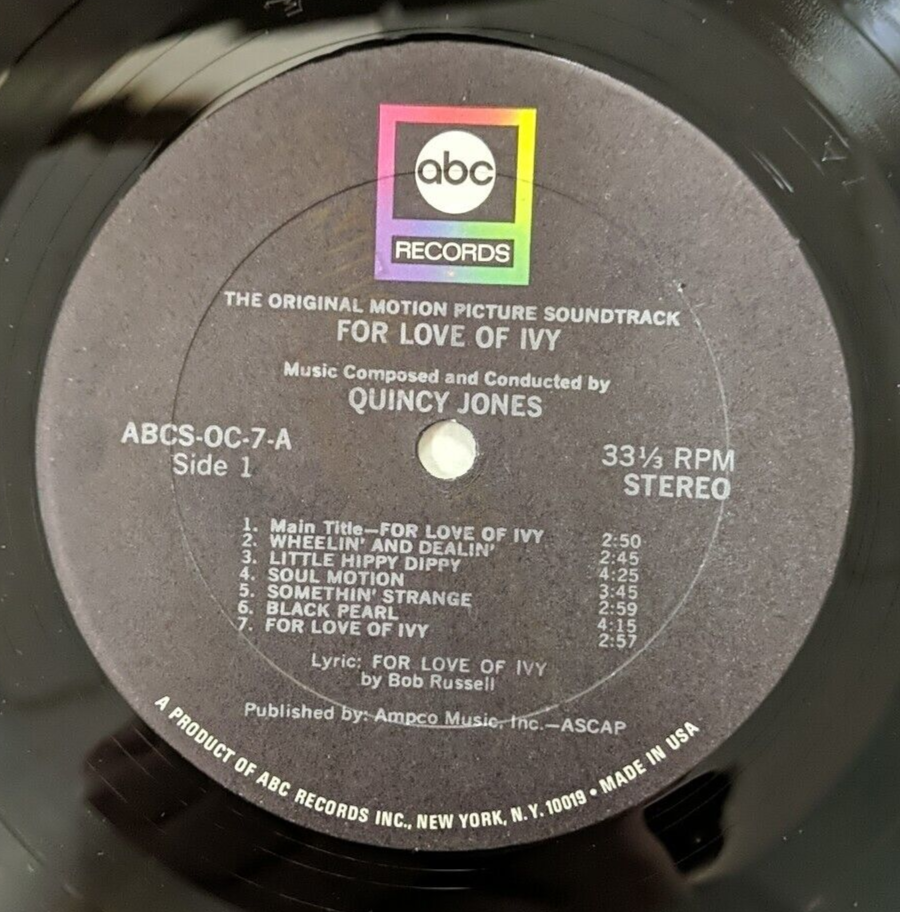 abc
RECORDS
THE ORIGINAL MOTION PICTURE SOUNDTRACK
FOR LOVE OF IVY
Music Composed and Conducted by
QUINCY JONES
ABCS-OC-7-A
Side 1
33⅓ RPM
STEREO
1. Main Title—FOR LOVE OF IVY 2:50
2. WHEELIN' AND DEALIN' 2:45
3. LITTLE HIPPY DIPPY 4:25
4. SOUL MOTION 3:45
5. SOMETHIN' STRANGE 2:59
6. BLACK PEARL 4:15
7. FOR LOVE OF IVY 2:57
Lyric: FOR LOVE OF IVY
by Bob Russell
Published by: Ampco Music, Inc.—ASCAP
A PRODUCT OF ABC RECORDS INC., NEW YORK, N.Y. 10019 • MADE IN USA